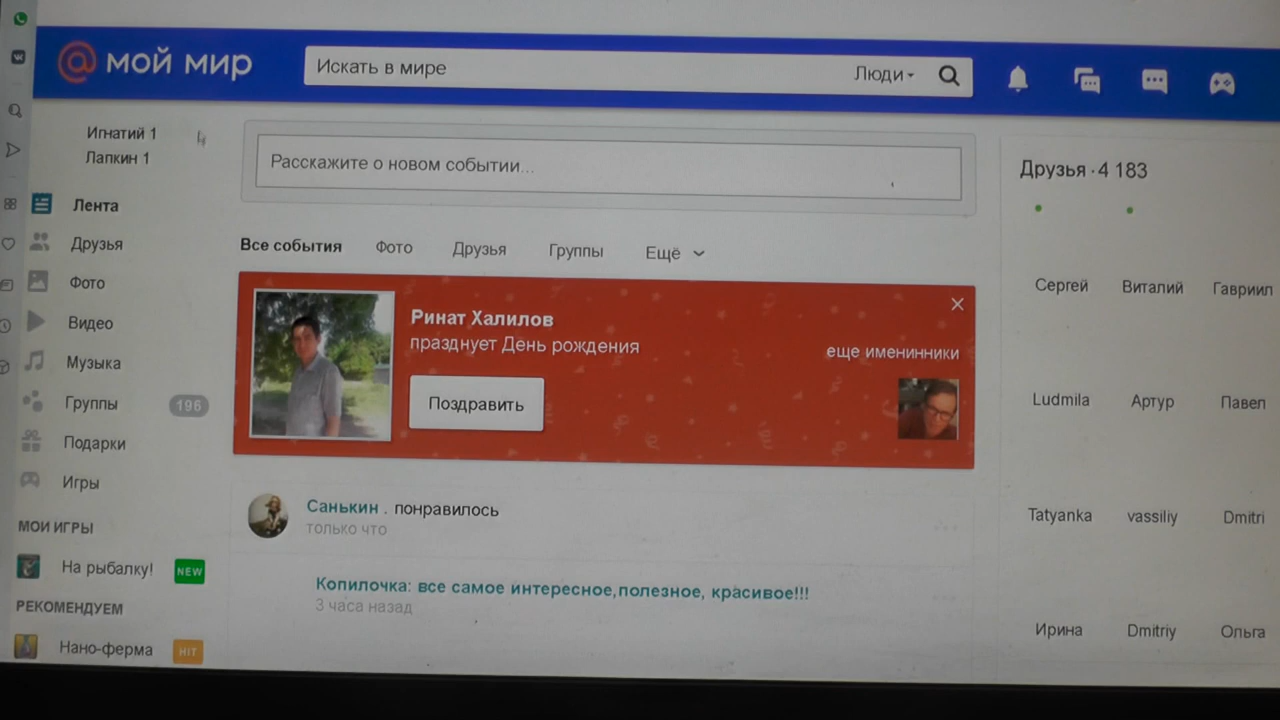 мой мир
Искать в мире
Люди
Игнатий 1
Лапкин 1
Лента
Друзья
Фото
Видео
Музыка
Группы 196
Подарки
Игры
МОИ ИГРЫ
На рыбалку! NEW
РЕКОМЕНДУЕМ
Нано-ферма HIT
Расскажите о новом событии...
Все события Фото Друзья Группы Ещё
Ринат Халилов
празднует День рождения
Поздравить
еще именинники
Санькин . понравилось
только что
Копилочка: все самое интересное,полезное, красивое!!!
3 часа назад
Друзья · 4 183
Сергей Виталий Гавриил
Ludmila Артур Павел
Tatyanka vassiliy Dmitri
Ирина Dmitriy Ольга